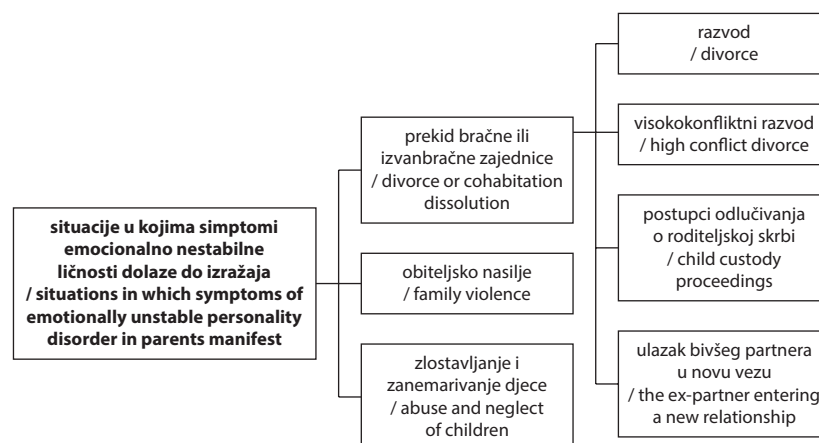 situacije u kojima simptomi
emocionalno nestabilne
ličnosti dolaze do izražaja
/ situations in which symptoms of
emotionally unstable personality
disorder in parents manifest
prekid bračne ili
izvanbračne zajednice
/ divorce or cohabitation
dissolution
obiteljsko nasilje
/ family violence
zlostavljanje i
zanemarivanje djece
/ abuse and neglect
of children
razvod
/ divorce
visokokonfliktni razvod
/ high conflict divorce
postupci odlučivanja
o roditeljskoj skrbi
/ child custody
proceedings
ulazak bivšeg partnera
u novu vezu
/ the ex-partner entering
a new relationship